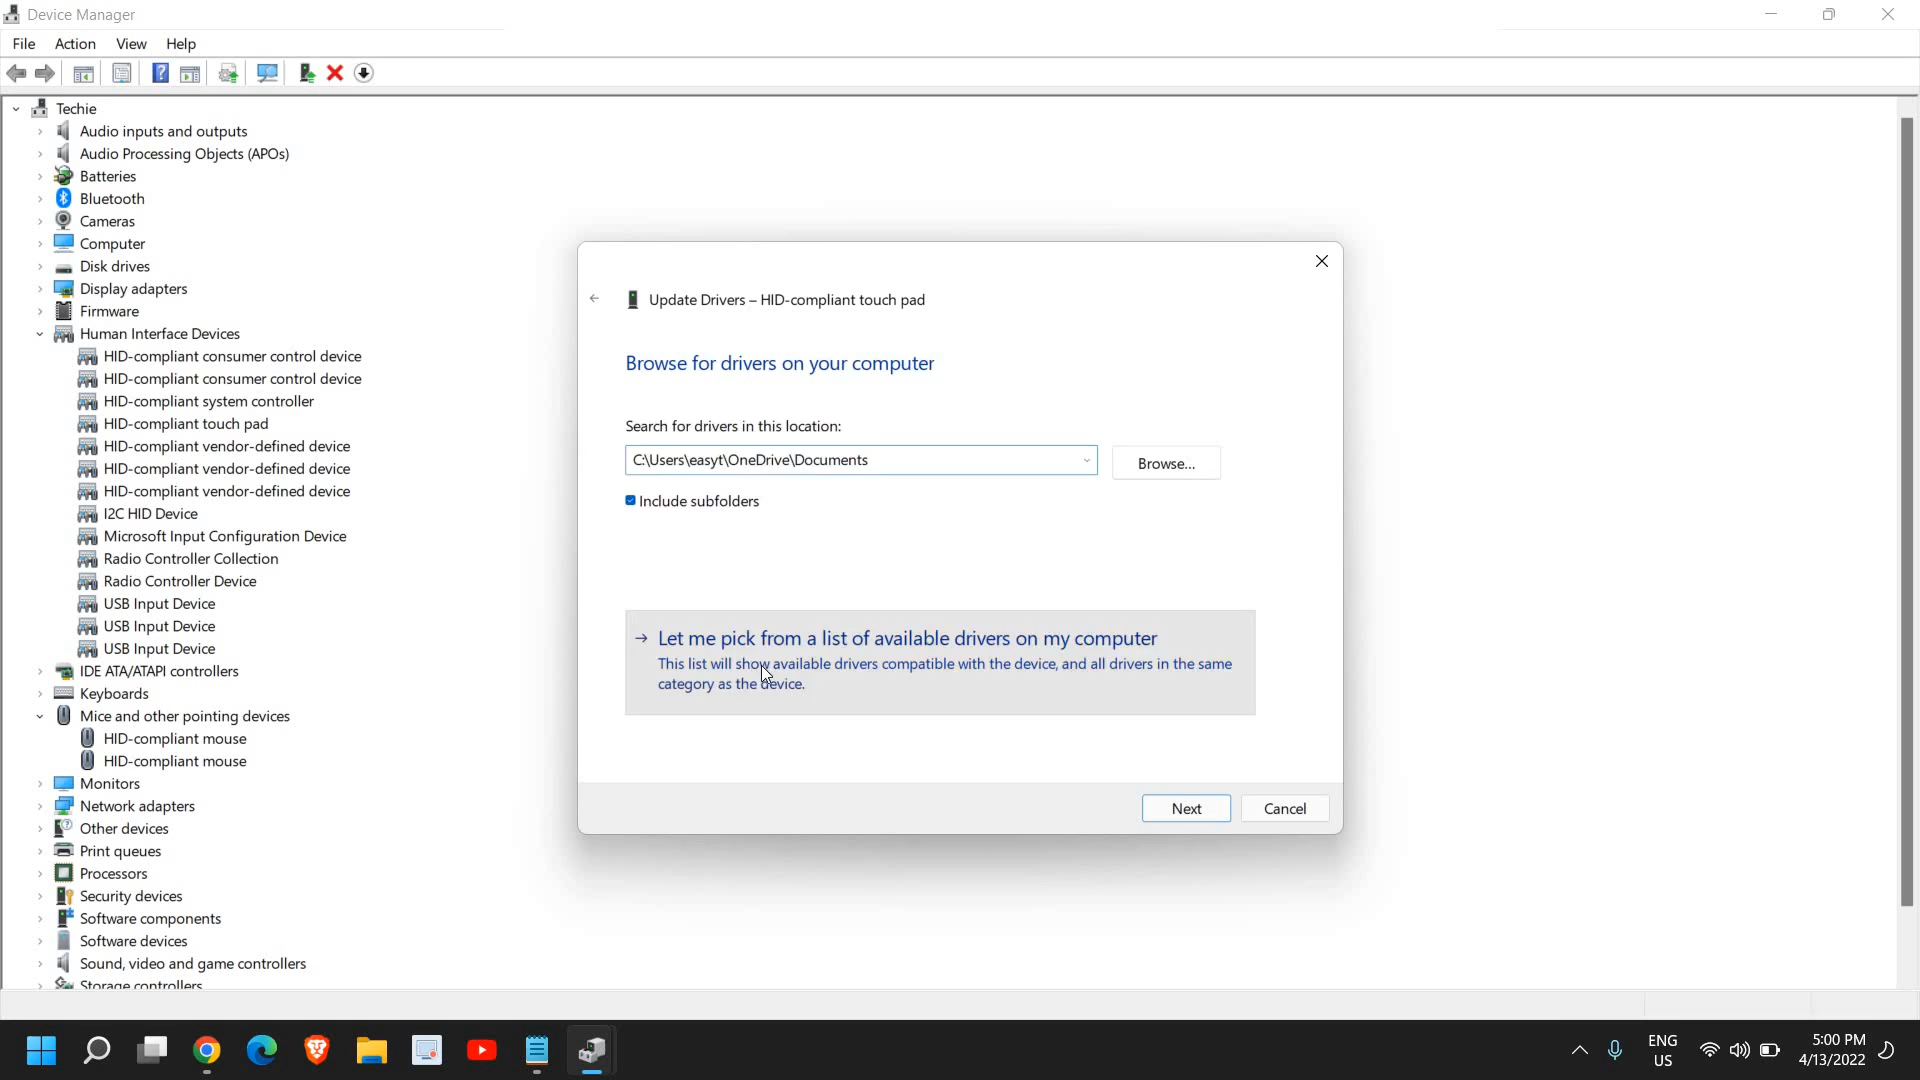 Device Manager
File Action View Help
Techie
Audio inputs and outputs
Audio Processing Objects (APOs)
Batteries
Bluetooth
Cameras
Computer
Disk drives
Display adapters
Firmware
Human Interface Devices
HID-compliant consumer control device
HID-compliant consumer control device
HID-compliant system controller
HID-compliant touch pad
HID-compliant vendor-defined device
HID-compliant vendor-defined device
HID-compliant vendor-defined device
I2C HID Device
Microsoft Input Configuration Device
Radio Controller Collection
Radio Controller Device
USB Input Device
USB Input Device
USB Input Device
IDE ATA/ATAPI controllers
Keyboards
Mice and other pointing devices
HID-compliant mouse
HID-compliant mouse
Monitors
Network adapters
Other devices
Print queues
Processors
Security devices
Software components
Software devices
Sound, video and game controllers
Storage controllers
Update Drivers – HID-compliant touch pad
Browse for drivers on your computer
Search for drivers in this location:
C:\Users\easyt\OneDrive\Documents
Browse...
Include subfolders
Let me pick from a list of available drivers on my computer
This list will show available drivers compatible with the device, and all drivers in the same
category as the device.
Next Cancel
ENG
US
5:00 PM
4/13/2022